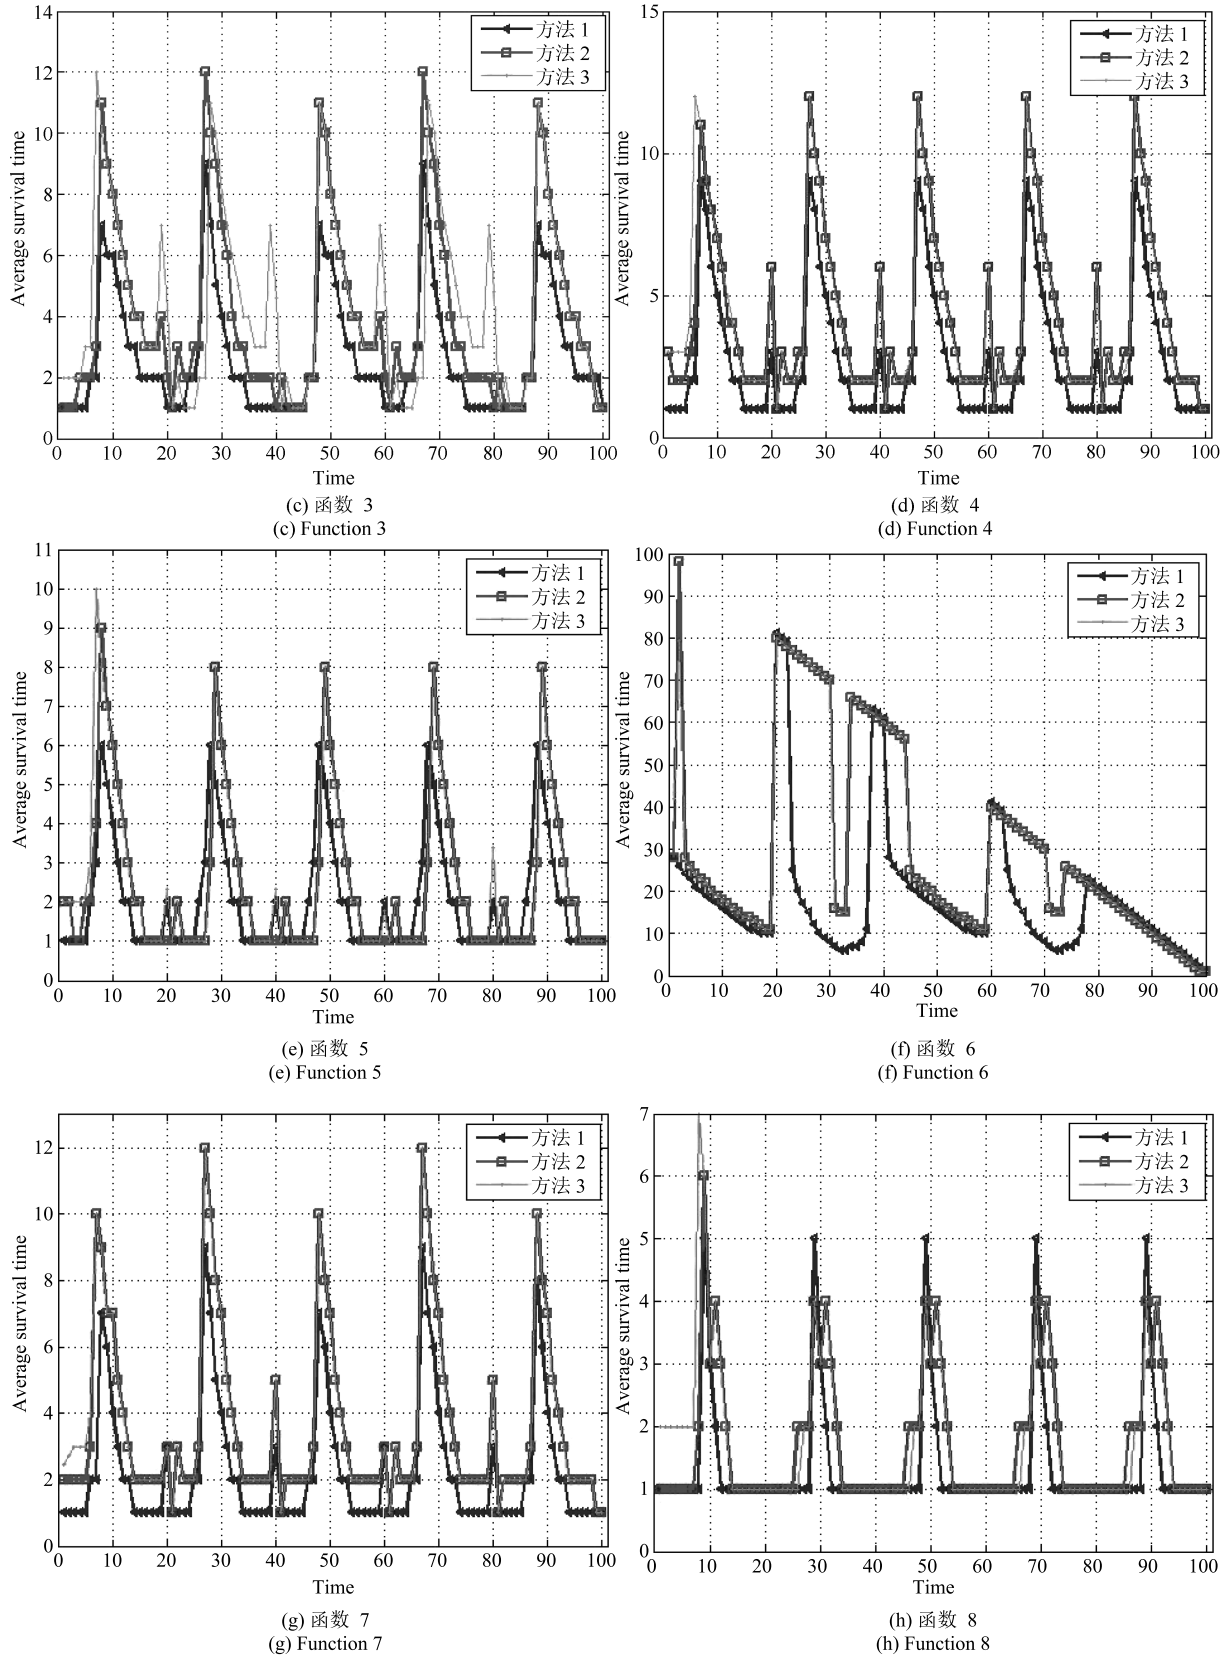 14
12
10
8
6
4
2
0
Average survival time
方法 1
方法 2
方法 3
0 10 20 30 40 50 60 70 80 90 100
Time
(c) 函数 3
(c) Function 3
15
10
5
0
Average survival time
方法 1
方法 2
方法 3
0 10 20 30 40 50 60 70 80 90 100
Time
(d) 函数 4
(d) Function 4
11
10
9
8
7
6
5
4
3
2
1
0
Average survival time
方法 1
方法 2
方法 3
0 10 20 30 40 50 60 70 80 90 100
Time
(e) 函数 5
(e) Function 5
100
90
80
70
60
50
40
30
20
10
0
Average survival time
方法 1
方法 2
方法 3
0 10 20 30 40 50 60 70 80 90 100
Time
(f) 函数 6
(f) Function 6
12
10
8
6
4
2
0
Average survival time
方法 1
方法 2
方法 3
0 10 20 30 40 50 60 70 80 90 100
Time
(g) 函数 7
(g) Function 7
7
6
5
4
3
2
1
0
Average survival time
方法 1
方法 2
方法 3
0 10 20 30 40 50 60 70 80 90 100
Time
(h) 函数 8
(h) Function 8